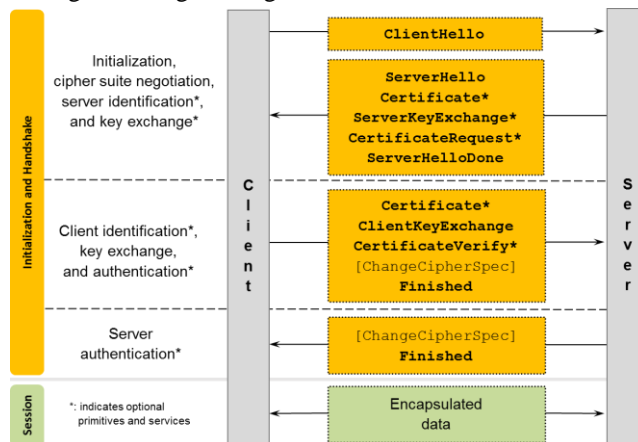 Initialization and Handshake
Initialization,
cipher suite negotiation,
server identification*,
and key exchange*
Client
ClientHello
ServerHello
Certificate*
ServerKeyExchange*
CertificateRequest*
ServerHelloDone
Server
Client identification*,
key exchange,
and authentication*
Certificate*
ClientKeyExchange
CertificateVerify*
[ChangeCipherSpec]
Finished
Server
authentication*
[ChangeCipherSpec]
Finished
Session
*: indicates optional
primitives and services
Encapsulated
data